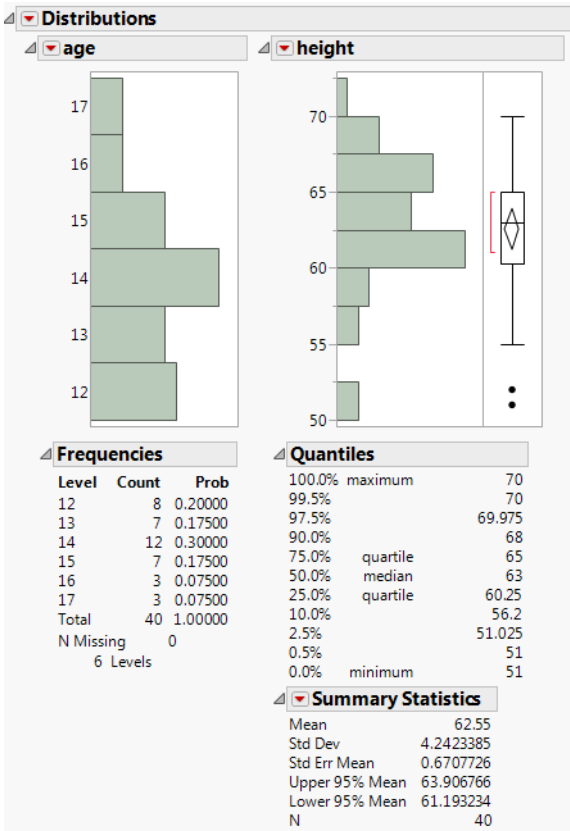 Distributions
age
17
16
15
14
13
12
Frequencies
Level Count Prob
12 8 0.20000
13 7 0.17500
14 12 0.30000
15 7 0.17500
16 3 0.07500
17 3 0.07500
Total 40 1.00000
N Missing 0
6 Levels
height
70
65
60
55
50
Quantiles
100.0% maximum 70
99.5% 70
97.5% 69.975
90.0% 68
75.0% quartile 65
50.0% median 63
25.0% quartile 60.25
10.0% 56.2
2.5% 51.025
0.5% 51
0.0% minimum 51
Summary Statistics
Mean 62.55
Std Dev 4.2423385
Std Err Mean 0.6707726
Upper 95% Mean 63.906766
Lower 95% Mean 61.193234
N 40